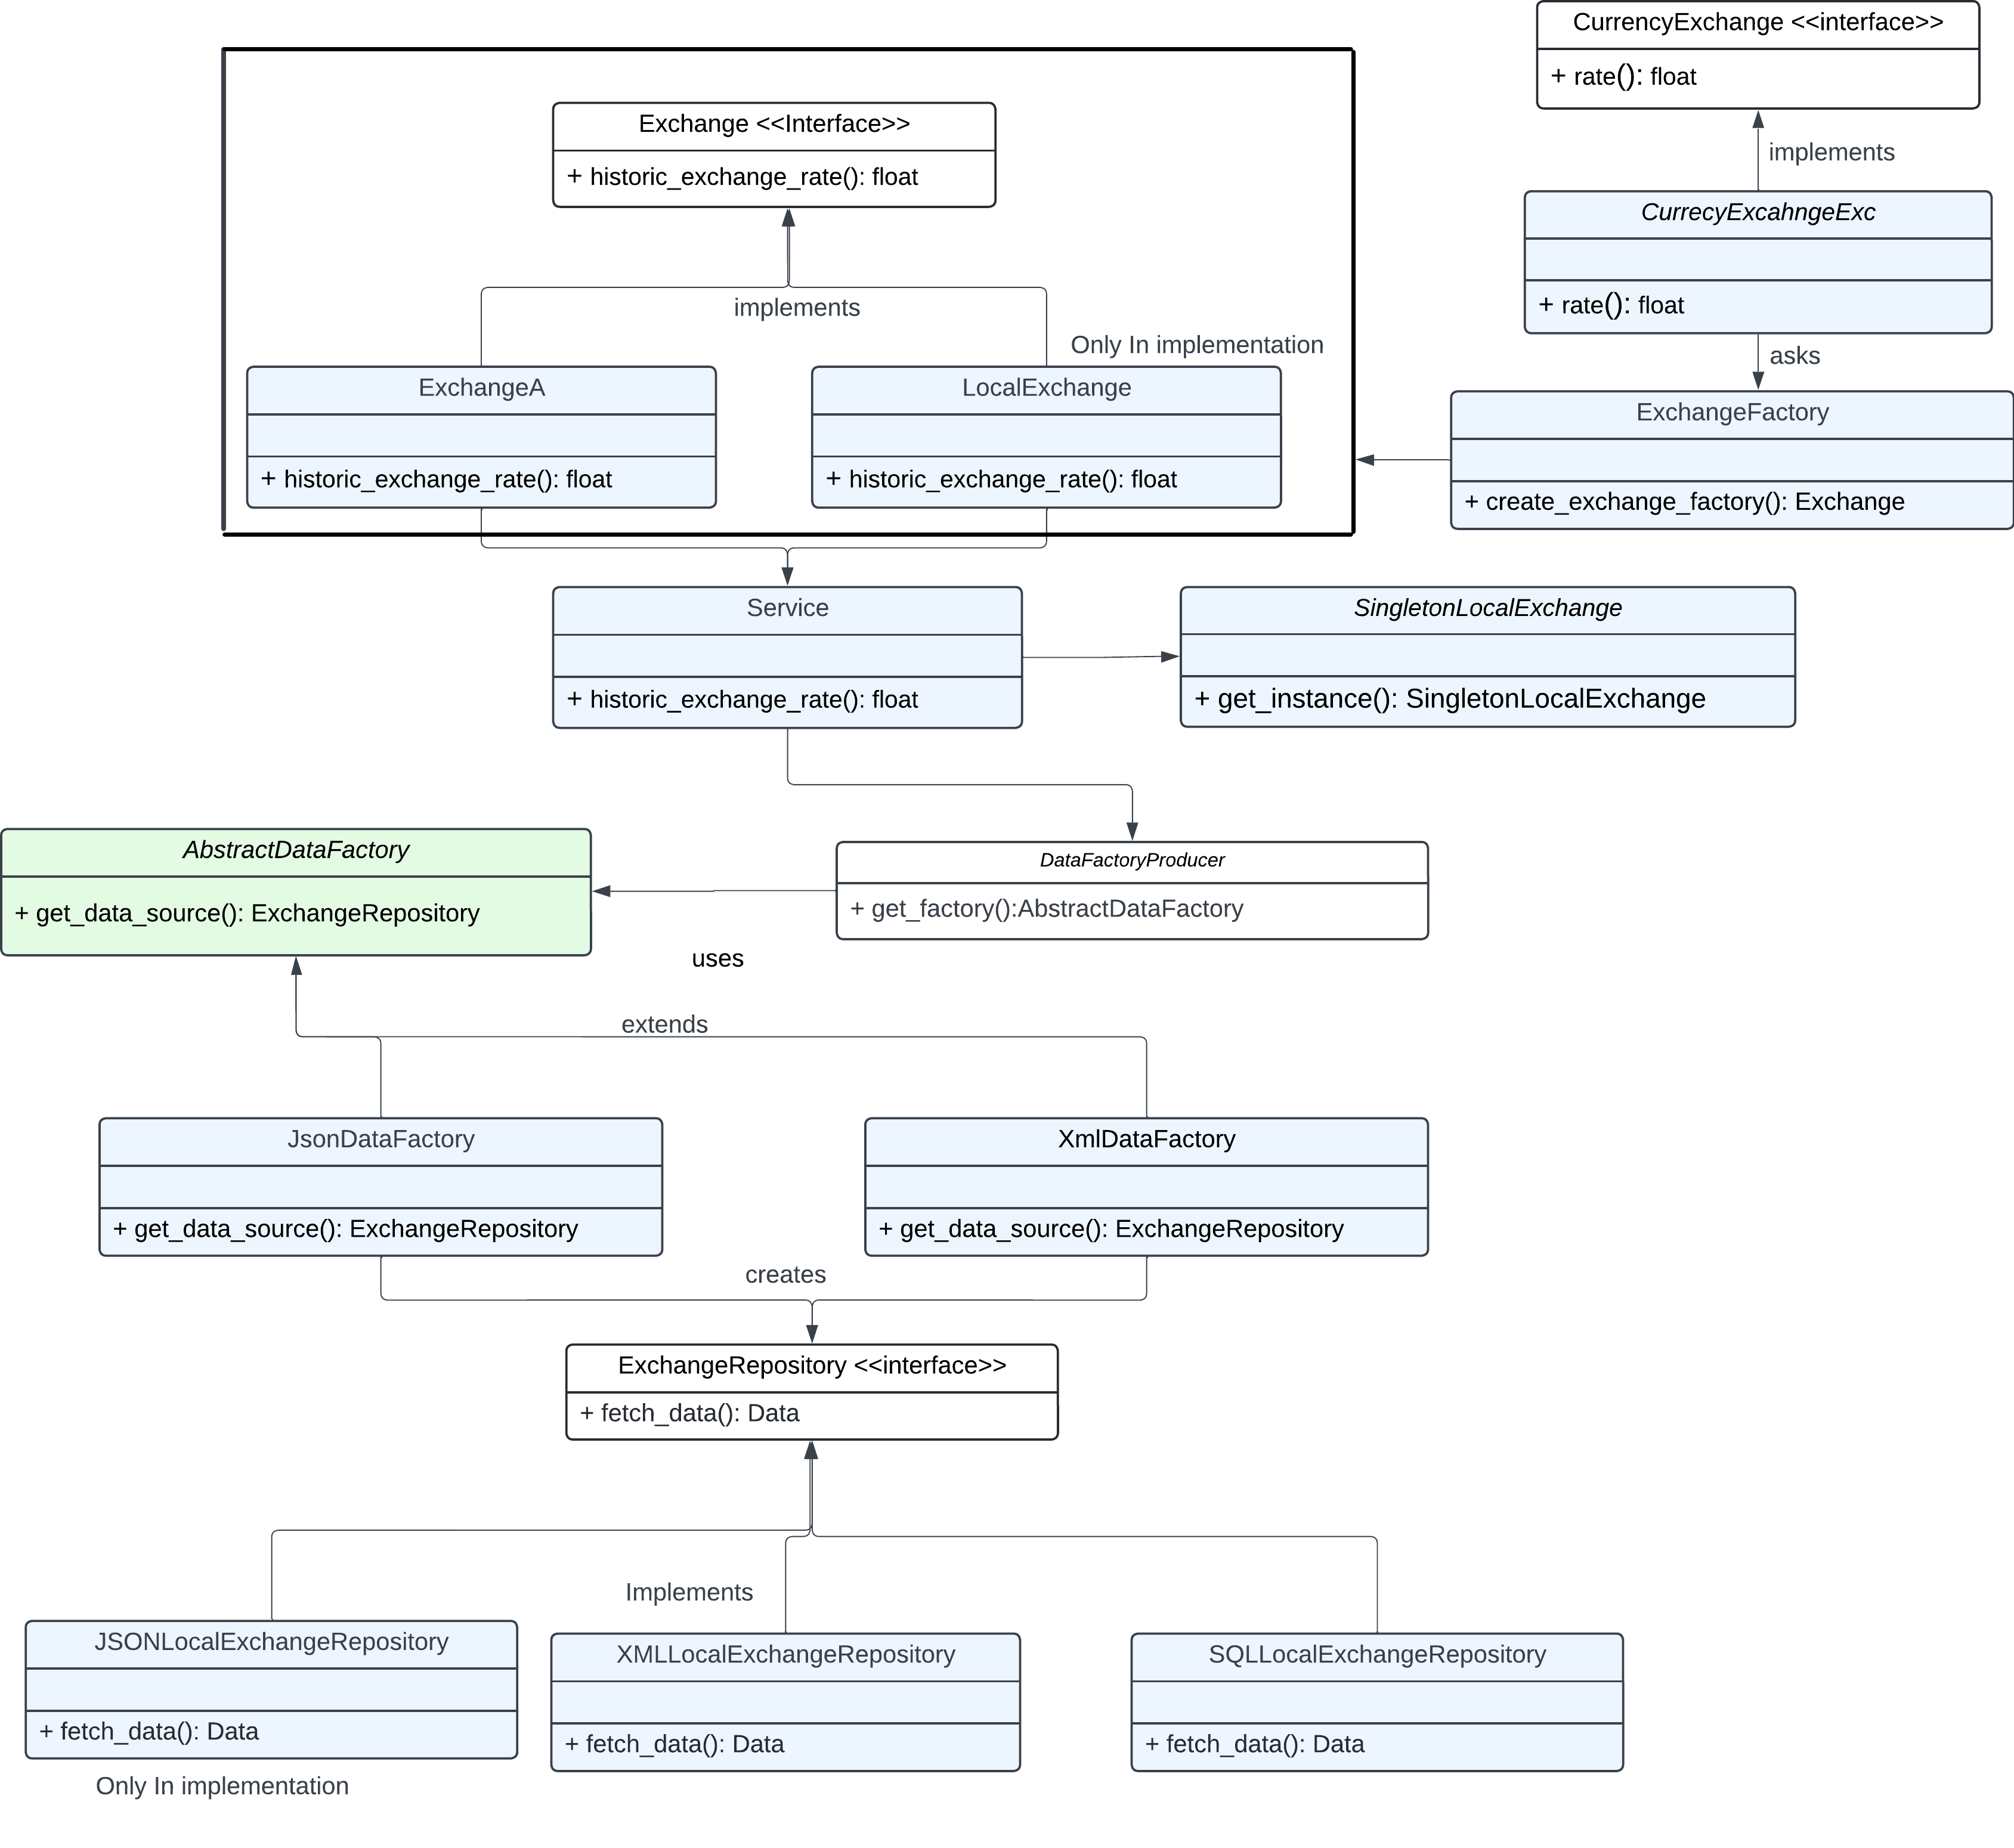 CurrencyExchange <<interface>>
+ rate(): float
implements
CurrecyExcahngeExc
+ rate(): float
asks
ExchangeFactory
+ create_exchange_factory(): Exchange
Exchange <<Interface>>
+ historic_exchange_rate(): float
implements
Only In implementation
ExchangeA
+ historic_exchange_rate(): float
LocalExchange
+ historic_exchange_rate(): float
Service
+ historic_exchange_rate(): float
SingletonLocalExchange
+ get_instance(): SingletonLocalExchange
AbstractDataFactory
+ get_data_source(): ExchangeRepository
DataFactoryProducer
+ get_factory():AbstractDataFactory
uses
extends
JsonDataFactory
+ get_data_source(): ExchangeRepository
XmlDataFactory
+ get_data_source(): ExchangeRepository
creates
ExchangeRepository <<interface>>
+ fetch_data(): Data
Implements
JSONLocalExchangeRepository
+ fetch_data(): Data
Only In implementation
XMLLocalExchangeRepository
+ fetch_data(): Data
SQLLocalExchangeRepository
+ fetch_data(): Data